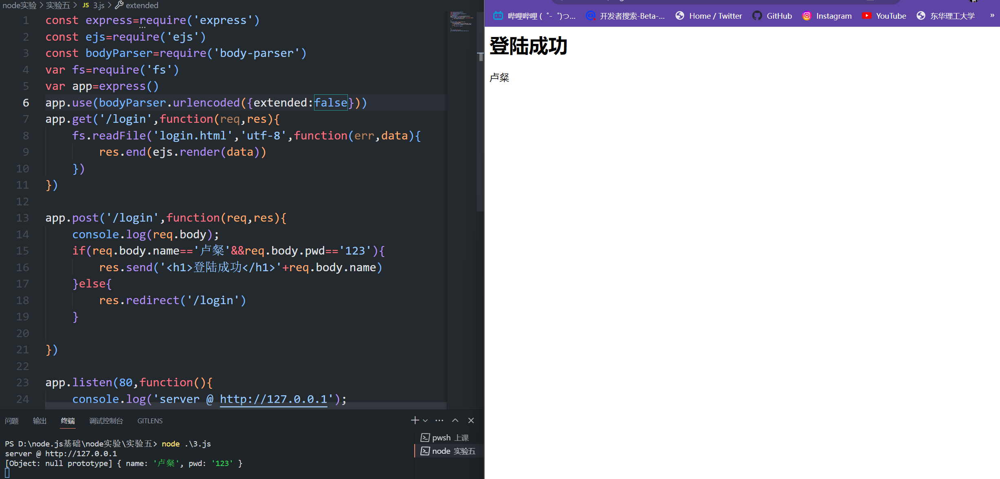 node实验 > 实验五 > JS 3.js > extended
1 const express=require('express')
2 const ejs=require('ejs')
3 const bodyParser=require('body-parser')
4 var fs=require('fs')
5 var app=express()
6 app.use(bodyParser.urlencoded({extended:false}))
7 app.get('/login',function(req,res){
8 fs.readFile('login.html','utf-8',function(err,data){
9 res.end(ejs.render(data))
10 })
11 })
12
13 app.post('/login',function(req,res){
14 console.log(req.body);
15 if(req.body.name=='卢粲'&&req.body.pwd=='123'){
16 res.send('<h1>登陆成功</h1>'+req.body.name)
17 }else{
18 res.redirect('/login')
19 }
20
21 })
22
23 app.listen(80,function(){
24 console.log('server @ http://127.0.0.1');
问题 输出 终端 调试控制台 GITLENS
PS D:\node.js基础\node实验\实验五> node .\3.js
server @ http://127.0.0.1
[Object: null prototype] { name: '卢粲', pwd: '123' }
pwsh 上课
node 实验五
哔哩哔哩 (゜-゜)つ... 开发者搜索-Beta-... Home / Twitter GitHub Instagram YouTube 东华理工大学 »
登陆成功
卢粲